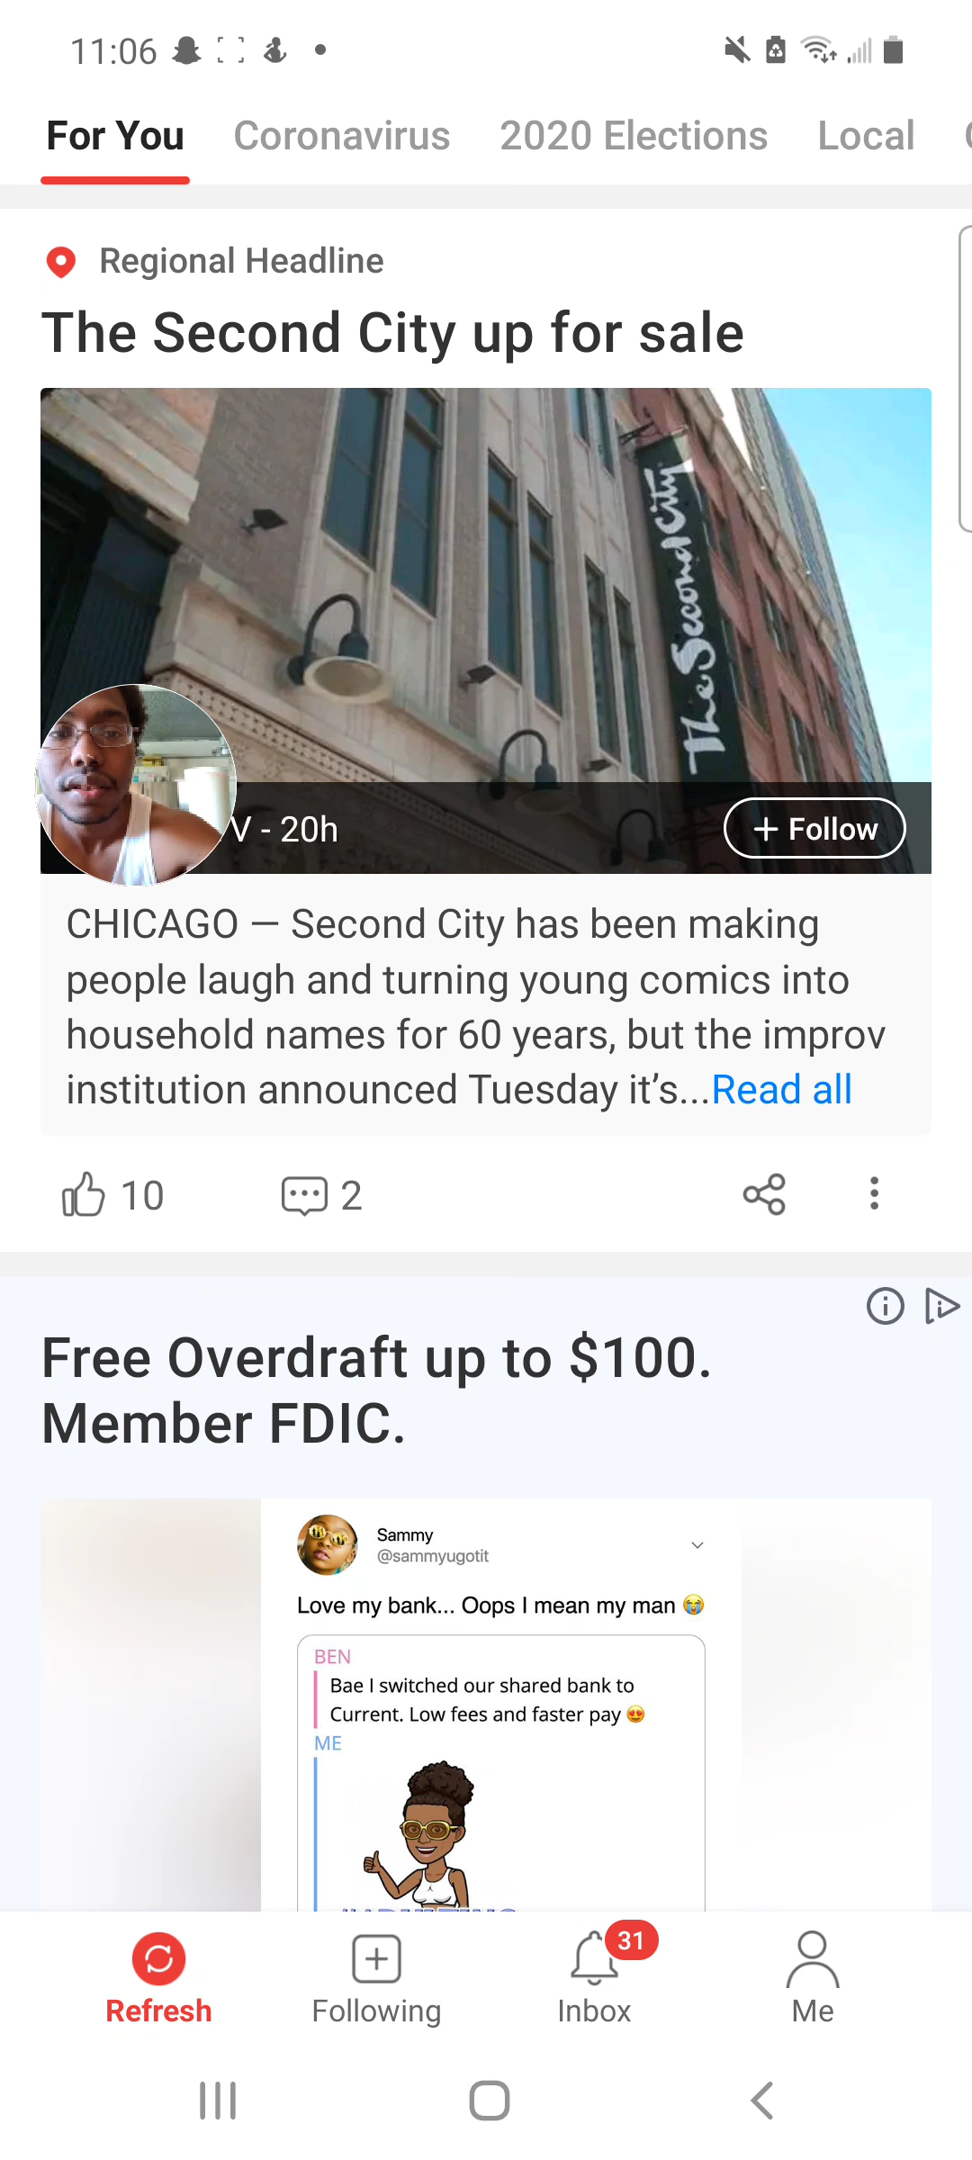 11:06
For You Coronavirus 2020 Elections Local
Regional Headline
The Second City up for sale
The Second City
V - 20h
+ Follow
CHICAGO — Second City has been making
people laugh and turning young comics into
household names for 60 years, but the improv
institution announced Tuesday it’s...Read all
10 2
Free Overdraft up to $100.
Member FDIC.
Sammy
@sammyugotit
Love my bank... Oops I mean my man 😭
BEN
Bae I switched our shared bank to
Current. Low fees and faster pay 😍
ME
31
Refresh Following Inbox Me